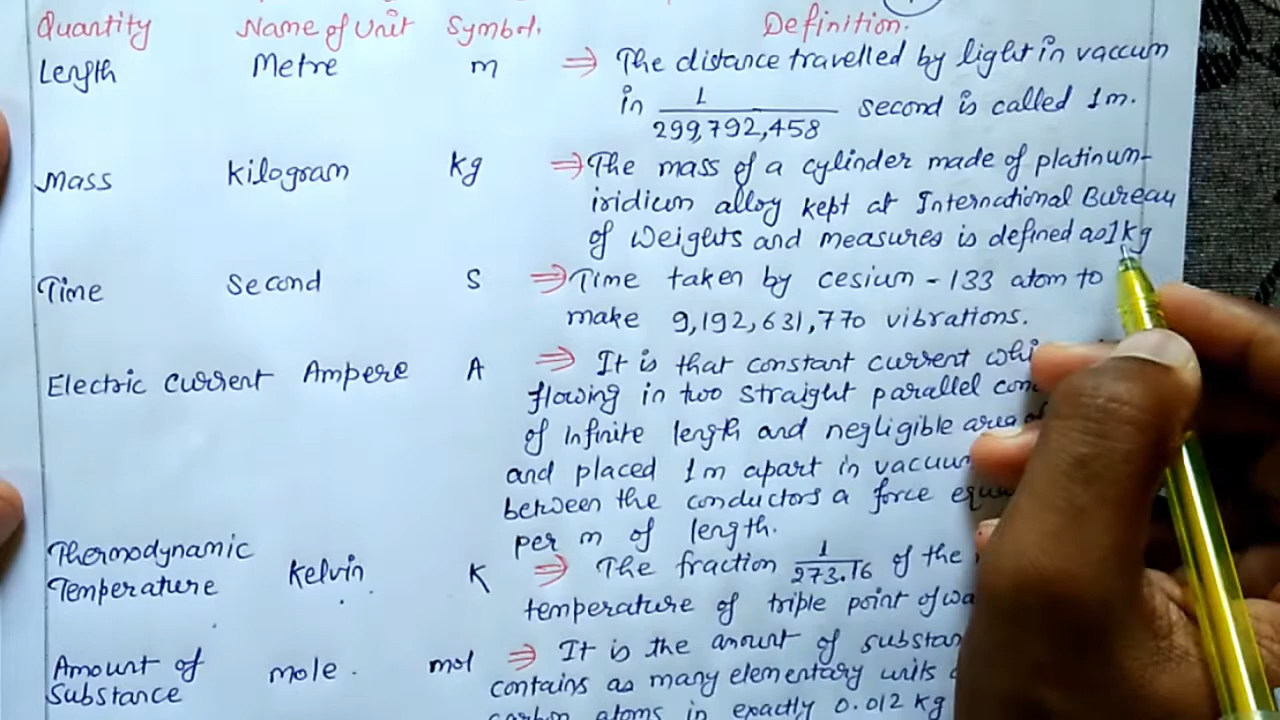 Quantity Name of Unit Symbol. Definition.
Length Metre m ⇒ The distance travelled by light in vaccum
in 1/299,792,458 second is called 1m.
Mass kilogram kg ⇒ The mass of a cylinder made of platinum-
iridium alloy kept at International Bureau
of Weights and measures is defined as 1kg
Time Second S ⇒ Time taken by cesium - 133 atom to
make 9,192,631,770 vibrations.
Electric Current Ampere A ⇒ It is that constant current
flowing in two straight parallel
of infinite length and negligible area
and placed 1m apart in vacuum
between the conductors a force
per m of length.
Thermodynamic
Temperature Kelvin K ⇒ The fraction 1/273.16 of the
temperature of triple point of
Amount of
Substance mole. mol ⇒ It is the amount of
contains as many elementary units
carbon atoms in exactly 0.012 kg